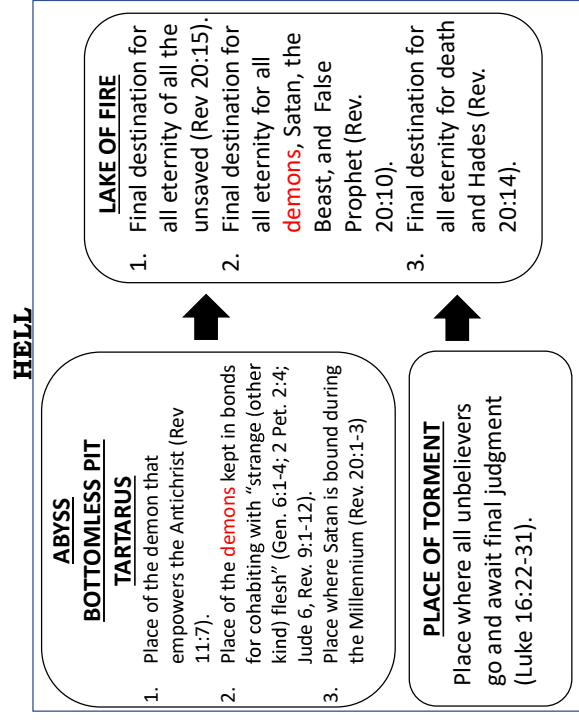 HELL
ABYSS
BOTTOMLESS PIT
TARTARUS
1. Place of the demon that
empowers the Antichrist (Rev
11:7).
2. Place of the demons kept in bonds
for cohabiting with “strange (other
kind) flesh” (Gen. 6:1-4; 2 Pet. 2:4;
Jude 6, Rev. 9:1-12).
3. Place where Satan is bound during
the Millennium (Rev. 20:1-3)
PLACE OF TORMENT
Place where all unbelievers
go and await final judgment
(Luke 16:22-31).
LAKE OF FIRE
1. Final destination for
all eternity of all the
unsaved (Rev 20:15).
2. Final destination for
all eternity for all
demons, Satan, the
Beast, and False
Prophet (Rev.
20:10).
3. Final destination for
all eternity for death
and Hades (Rev.
20:14).